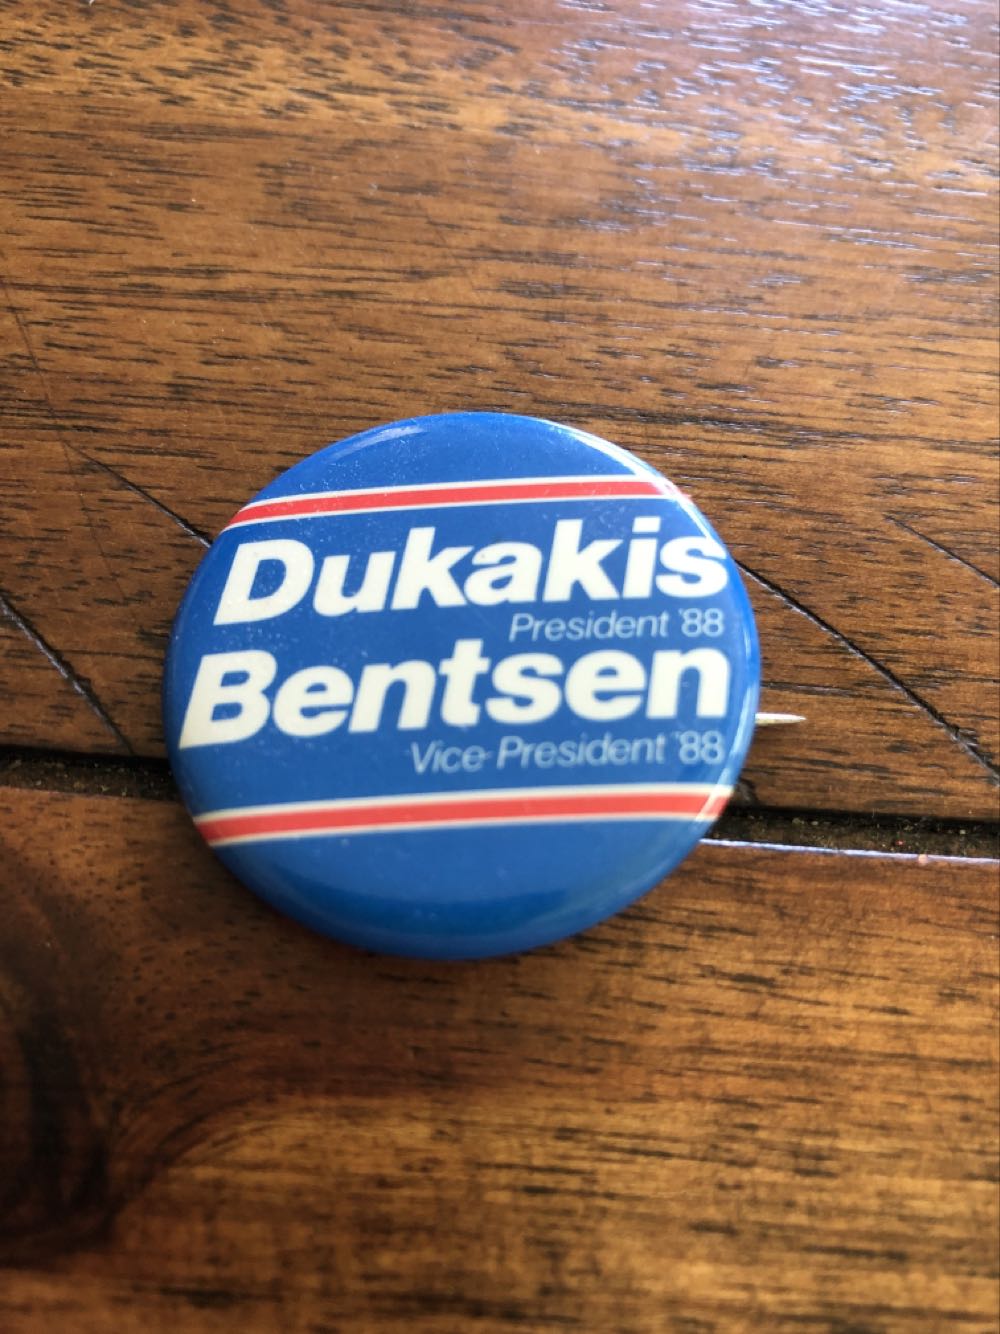 Dukakis
President '88
Bentsen
Vice-President '88